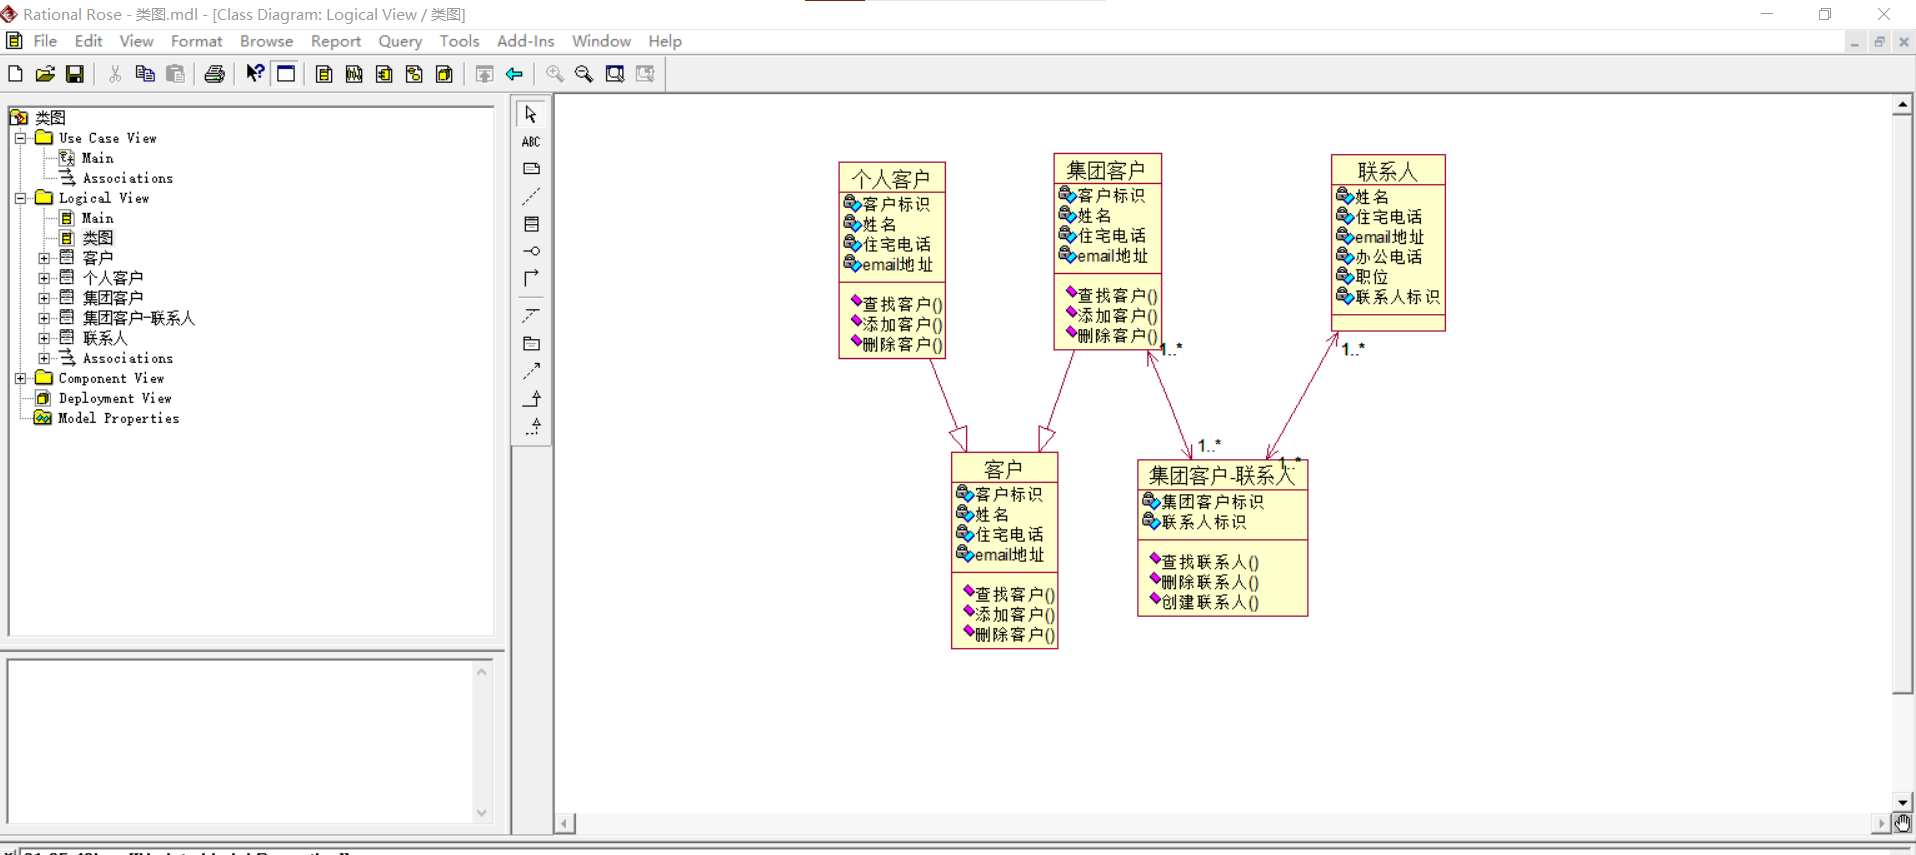 Rational Rose - 类图.mdl - [Class Diagram: Logical View / 类图]
File Edit View Format Browse Report Query Tools Add-Ins Window Help
类图
Use Case View
Main
Associations
Logical View
Main
类图
客户
个人客户
集团客户
集团客户-联系人
联系人
Associations
Component View
Deployment View
Model Properties
ABC
个人客户
客户标识
姓名
住宅电话
email地址
查找客户()
添加客户()
删除客户()
集团客户
客户标识
姓名
住宅电话
email地址
查找客户()
添加客户()
删除客户()
联系人
姓名
住宅电话
email地址
办公电话
职位
联系人标识
1..*
1..*
1..*
1..*
客户
客户标识
姓名
住宅电话
email地址
查找客户()
添加客户()
删除客户()
集团客户-联系人
集团客户标识
联系人标识
查找联系人()
删除联系人()
创建联系人()